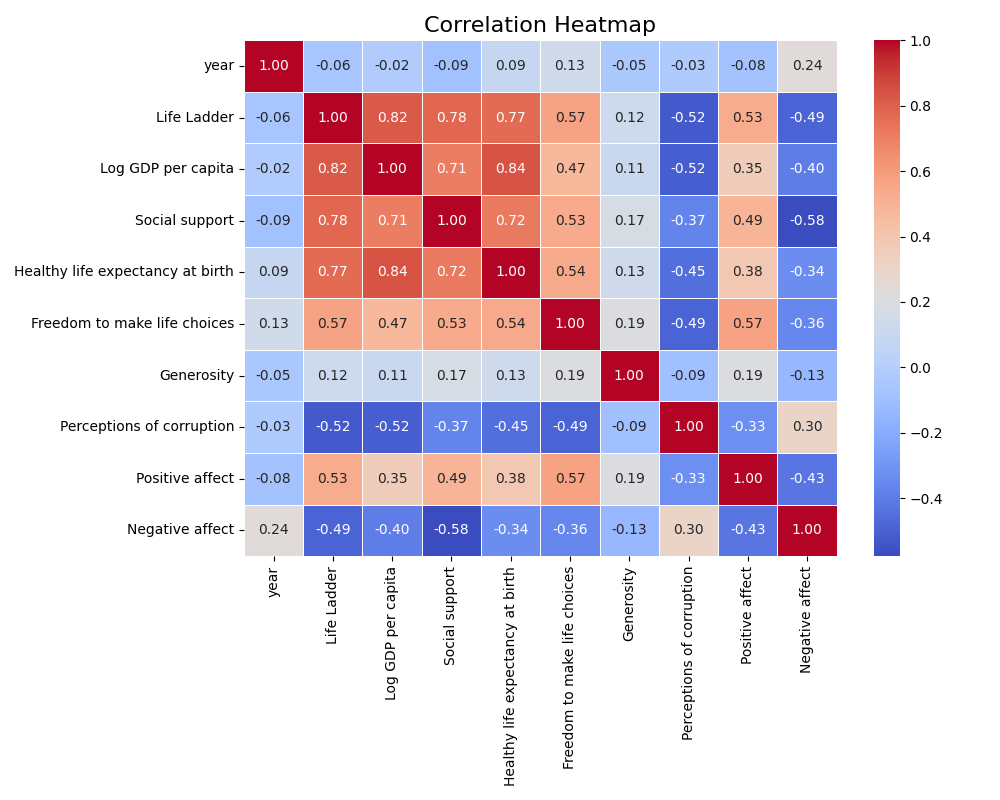 Correlation Heatmap
year 1.00 -0.06 -0.02 -0.09 0.09 0.13 -0.05 -0.03 -0.08 0.24
Life Ladder -0.06 1.00 0.82 0.78 0.77 0.57 0.12 -0.52 0.53 -0.49
Log GDP per capita -0.02 0.82 1.00 0.71 0.84 0.47 0.11 -0.52 0.35 -0.40
Social support -0.09 0.78 0.71 1.00 0.72 0.53 0.17 -0.37 0.49 -0.58
Healthy life expectancy at birth 0.09 0.77 0.84 0.72 1.00 0.54 0.13 -0.45 0.38 -0.34
Freedom to make life choices 0.13 0.57 0.47 0.53 0.54 1.00 0.19 -0.49 0.57 -0.36
Generosity -0.05 0.12 0.11 0.17 0.13 0.19 1.00 -0.09 0.19 -0.13
Perceptions of corruption -0.03 -0.52 -0.52 -0.37 -0.45 -0.49 -0.09 1.00 -0.33 0.30
Positive affect -0.08 0.53 0.35 0.49 0.38 0.57 0.19 -0.33 1.00 -0.43
Negative affect 0.24 -0.49 -0.40 -0.58 -0.34 -0.36 -0.13 0.30 -0.43 1.00
year
Life Ladder
Log GDP per capita
Social support
Healthy life expectancy at birth
Freedom to make life choices
Generosity
Perceptions of corruption
Positive affect
Negative affect
1.0
0.8
0.6
0.4
0.2
0.0
−0.2
−0.4